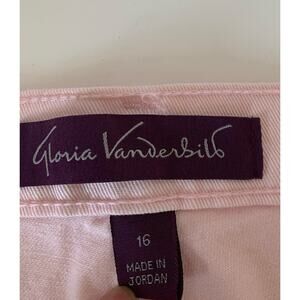 Gloria Vanderbilt
16
MADE IN
JORDAN